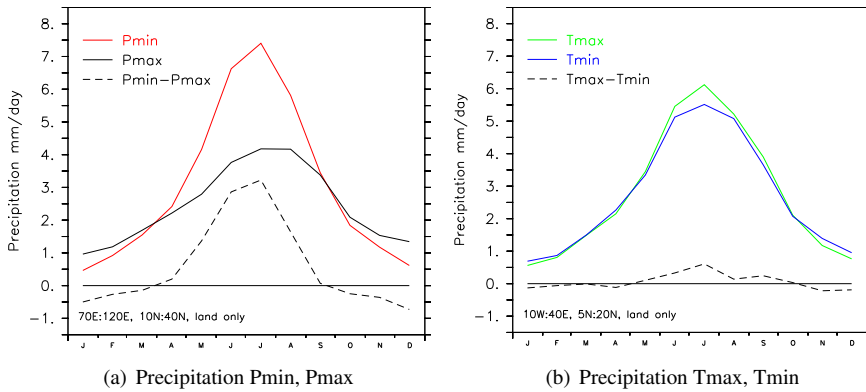 8.
7.
6.
5.
4.
3.
2.
1.
0.
−1.
Precipitation mm/day
Pmin
Pmax
Pmin−Pmax
70E:120E, 10N:40N, land only
J F M A M J J A S O N D
(a) Precipitation Pmin, Pmax
8.
7.
6.
5.
4.
3.
2.
1.
0.
−1.
Precipitation mm/day
Tmax
Tmin
Tmax−Tmin
10W:40E, 5N:20N, land only
J F M A M J J A S O N D
(b) Precipitation Tmax, Tmin